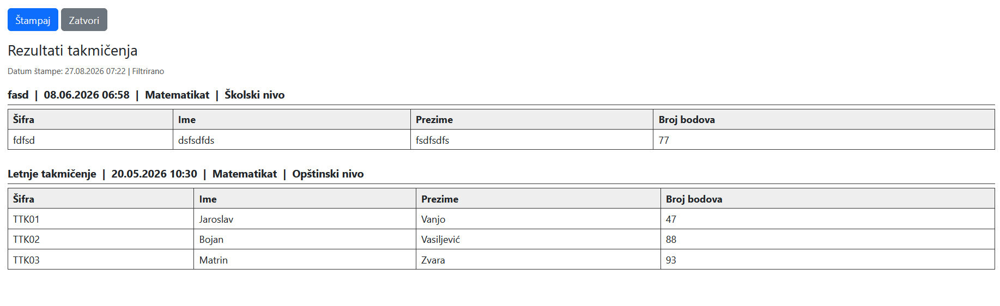 Štampaj Zatvori
Rezultati takmičenja
Datum štampe: 27.08.2026 07:22 | Filtrirano
fasd | 08.06.2026 06:58 | Matematikat | Školski nivo
Šifra Ime Prezime Broj bodova
fdfsd dsfsdfds fsdfsdfs 77
Letnje takmičenje | 20.05.2026 10:30 | Matematikat | Opštinski nivo
Šifra Ime Prezime Broj bodova
TTK01 Jaroslav Vanjo 47
TTK02 Bojan Vasiljević 88
TTK03 Matrin Zvara 93